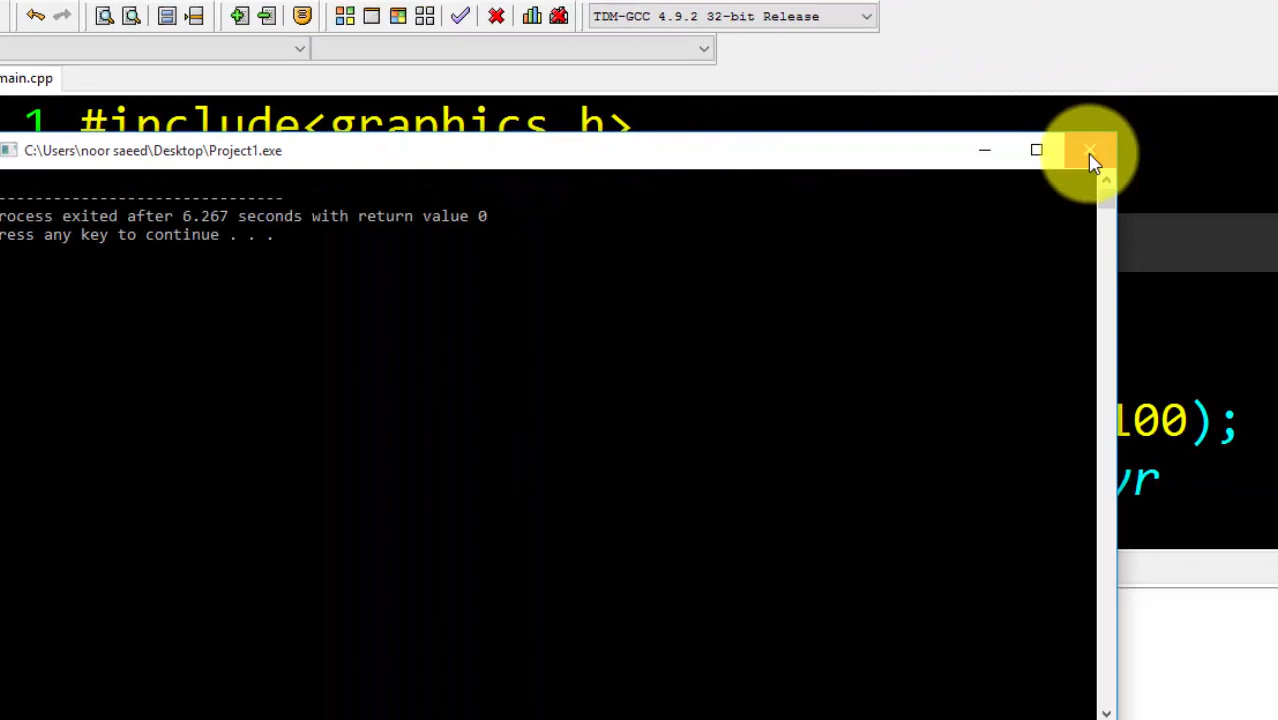 TDM-GCC 4.9.2 32-bit Release
main.cpp
1 #include<graphics.h>
C:\Users\noor saeed\Desktop\Project1.exe
------------------------------
rocess exited after 6.267 seconds with return value 0
ress any key to continue . . .
100);
yr